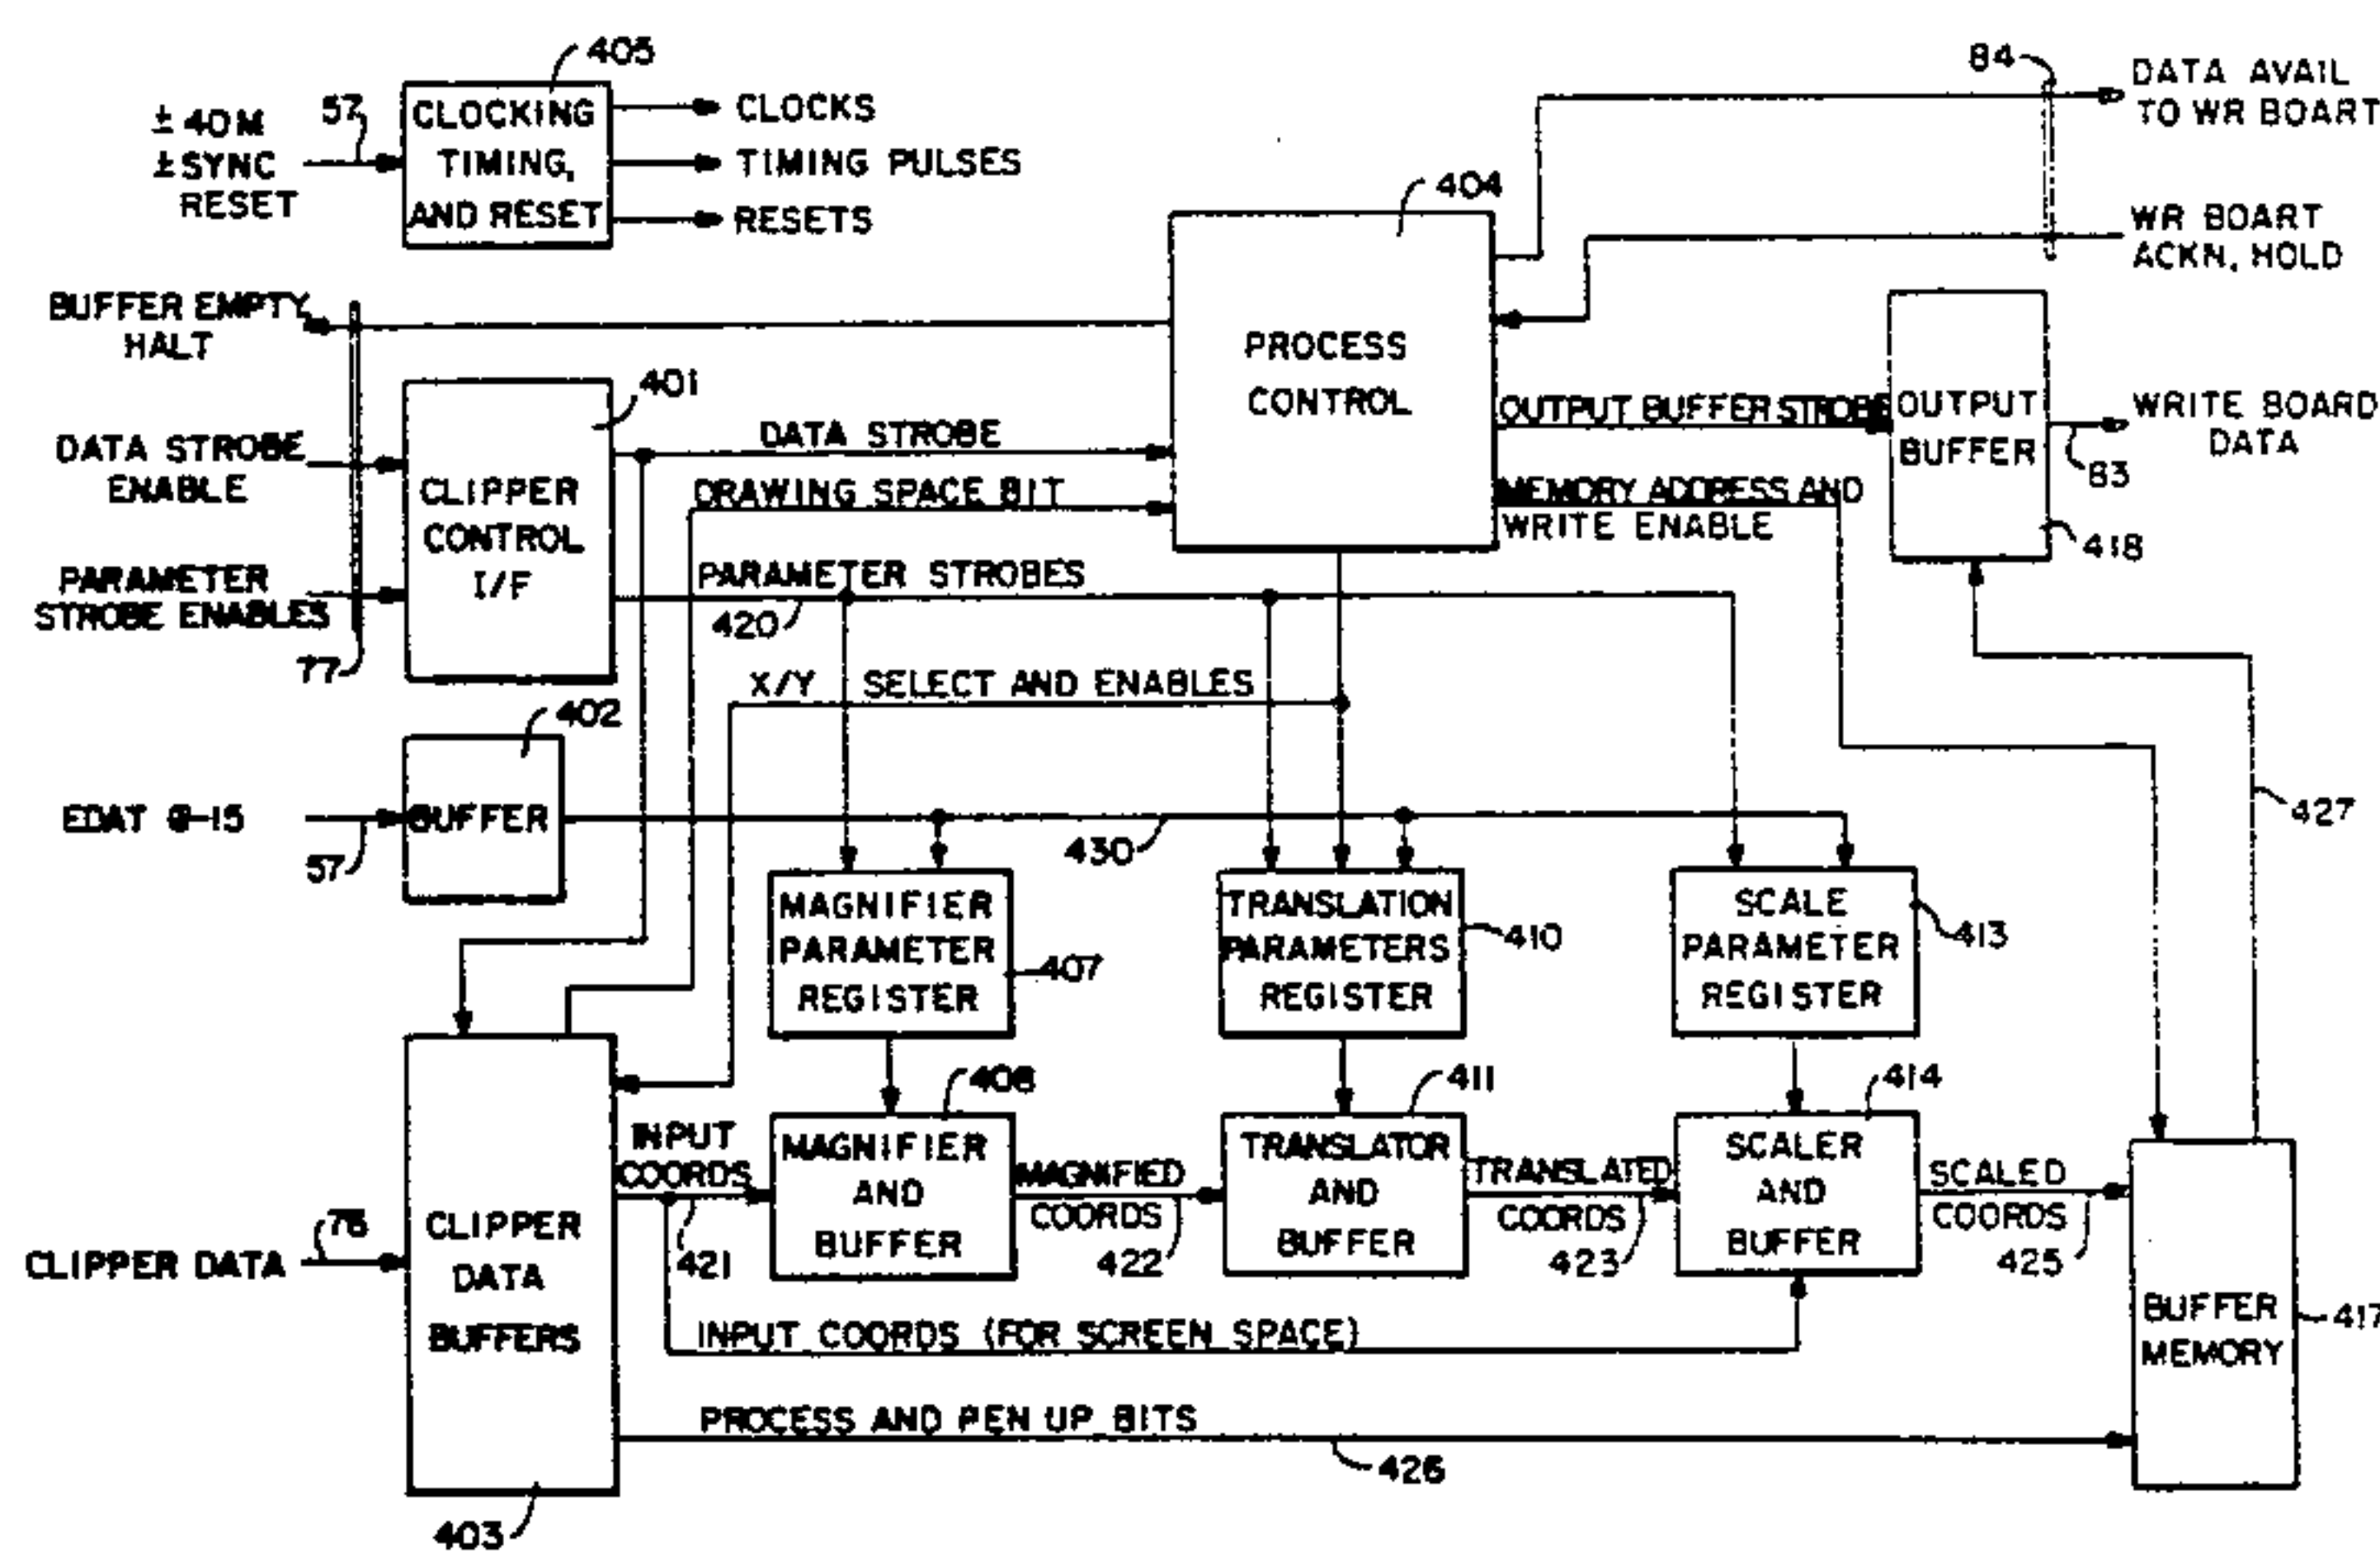 405
84
DATA AVAIL
TO WR BOART
± 40 M
± SYNC
RESET
57
CLOCKING
TIMING,
AND RESET
CLOCKS
TIMING PULSES
RESETS
404
WR BOART
ACKN, HOLD
BUFFER EMPTY
HALT
401
PROCESS
CONTROL
DATA STROBE
ENABLE
CLIPPER
CONTROL
I/F
DATA STROBE
DRAWING SPACE BIT
OUTPUT BUFFER STROBE
OUTPUT
BUFFER
WRITE BOARD
DATA
83
MEMORY ADDRESS AND
WRITE ENABLE
418
PARAMETER
STROBE ENABLES
77
PARAMETER STROBES
420
X/Y SELECT AND ENABLES
402
EDAT 0-15
57
BUFFER
430
427
MAGNIFIER
PARAMETER
REGISTER
407
TRANSLATION
PARAMETERS
REGISTER
410
SCALE
PARAMETER
REGISTER
413
408
411
414
INPUT
COORDS
421
MAGNIFIER
AND
BUFFER
MAGNIFIED
COORDS
422
TRANSLATOR
AND
BUFFER
TRANSLATED
COORDS
423
SCALER
AND
BUFFER
SCALED
COORDS
425
CLIPPER DATA
CLIPPER
DATA
BUFFERS
403
INPUT COORDS (FOR SCREEN SPACE)
BUFFER
MEMORY
417
PROCESS AND PEN UP BITS
426